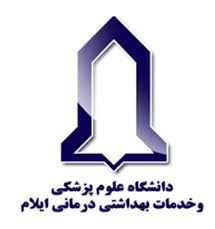 دانشگاه علوم پزشکی
وخدمات بهداشتی درمانی ایلام